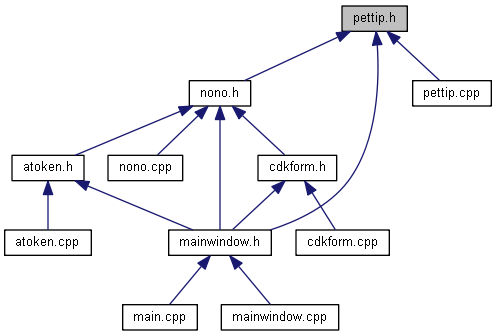 pettip.h
nono.h
pettip.cpp
atoken.h
nono.cpp
cdkform.h
atoken.cpp
mainwindow.h
cdkform.cpp
main.cpp
mainwindow.cpp